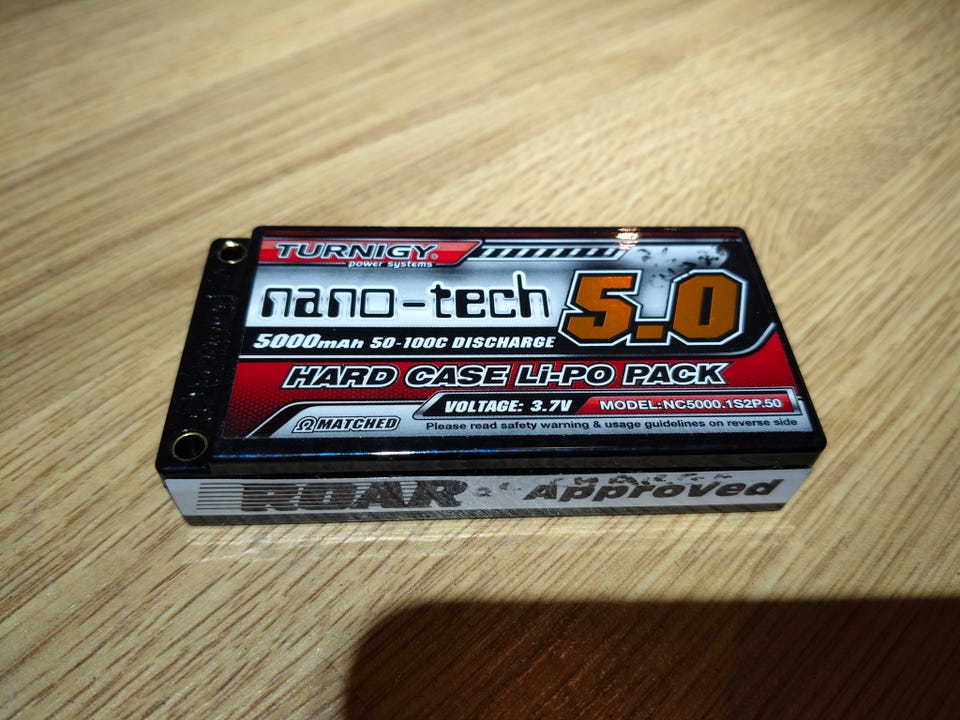 TURNIGY®
power systems
nano-tech 5.0
5000mAh 50-100C DISCHARGE
HARD CASE Li-PO PACK
VOLTAGE: 3.7V MODEL:NC5000.1S2P.50
ΩMATCHED Please read safety warning & usage guidelines on reverse side
ROAR Approved